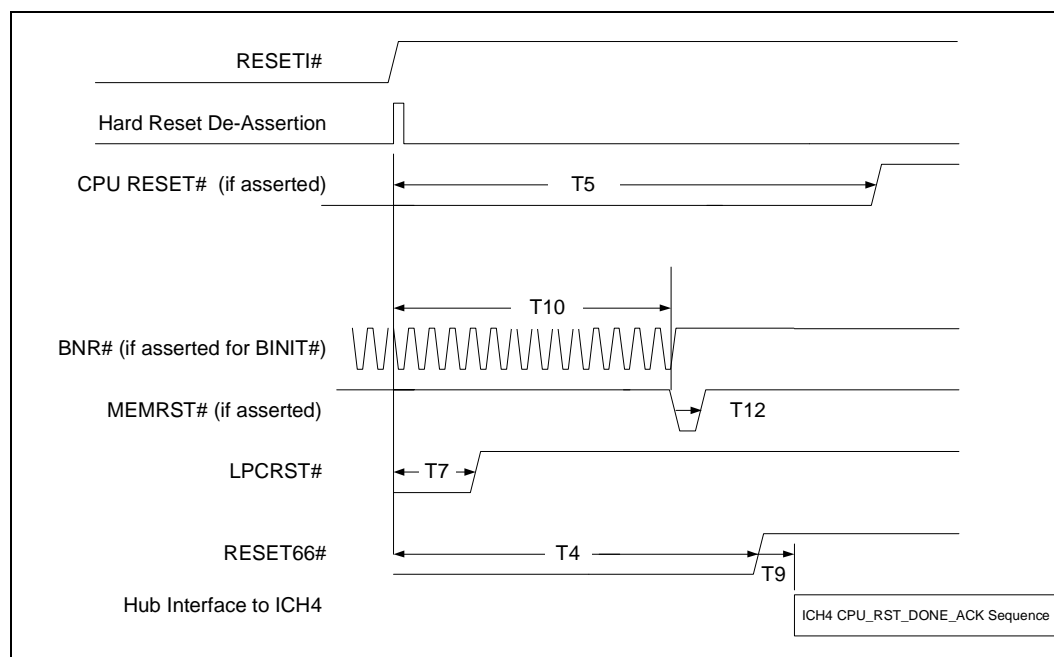 RESETI#
Hard Reset De-Assertion
CPU RESET# (if asserted)
T5
T10
BNR# (if asserted for BINIT#)
MEMRST# (if asserted)
T12
LPCRST#
T7
RESET66#
T4
T9
Hub Interface to ICH4
ICH4 CPU_RST_DONE_ACK Sequence